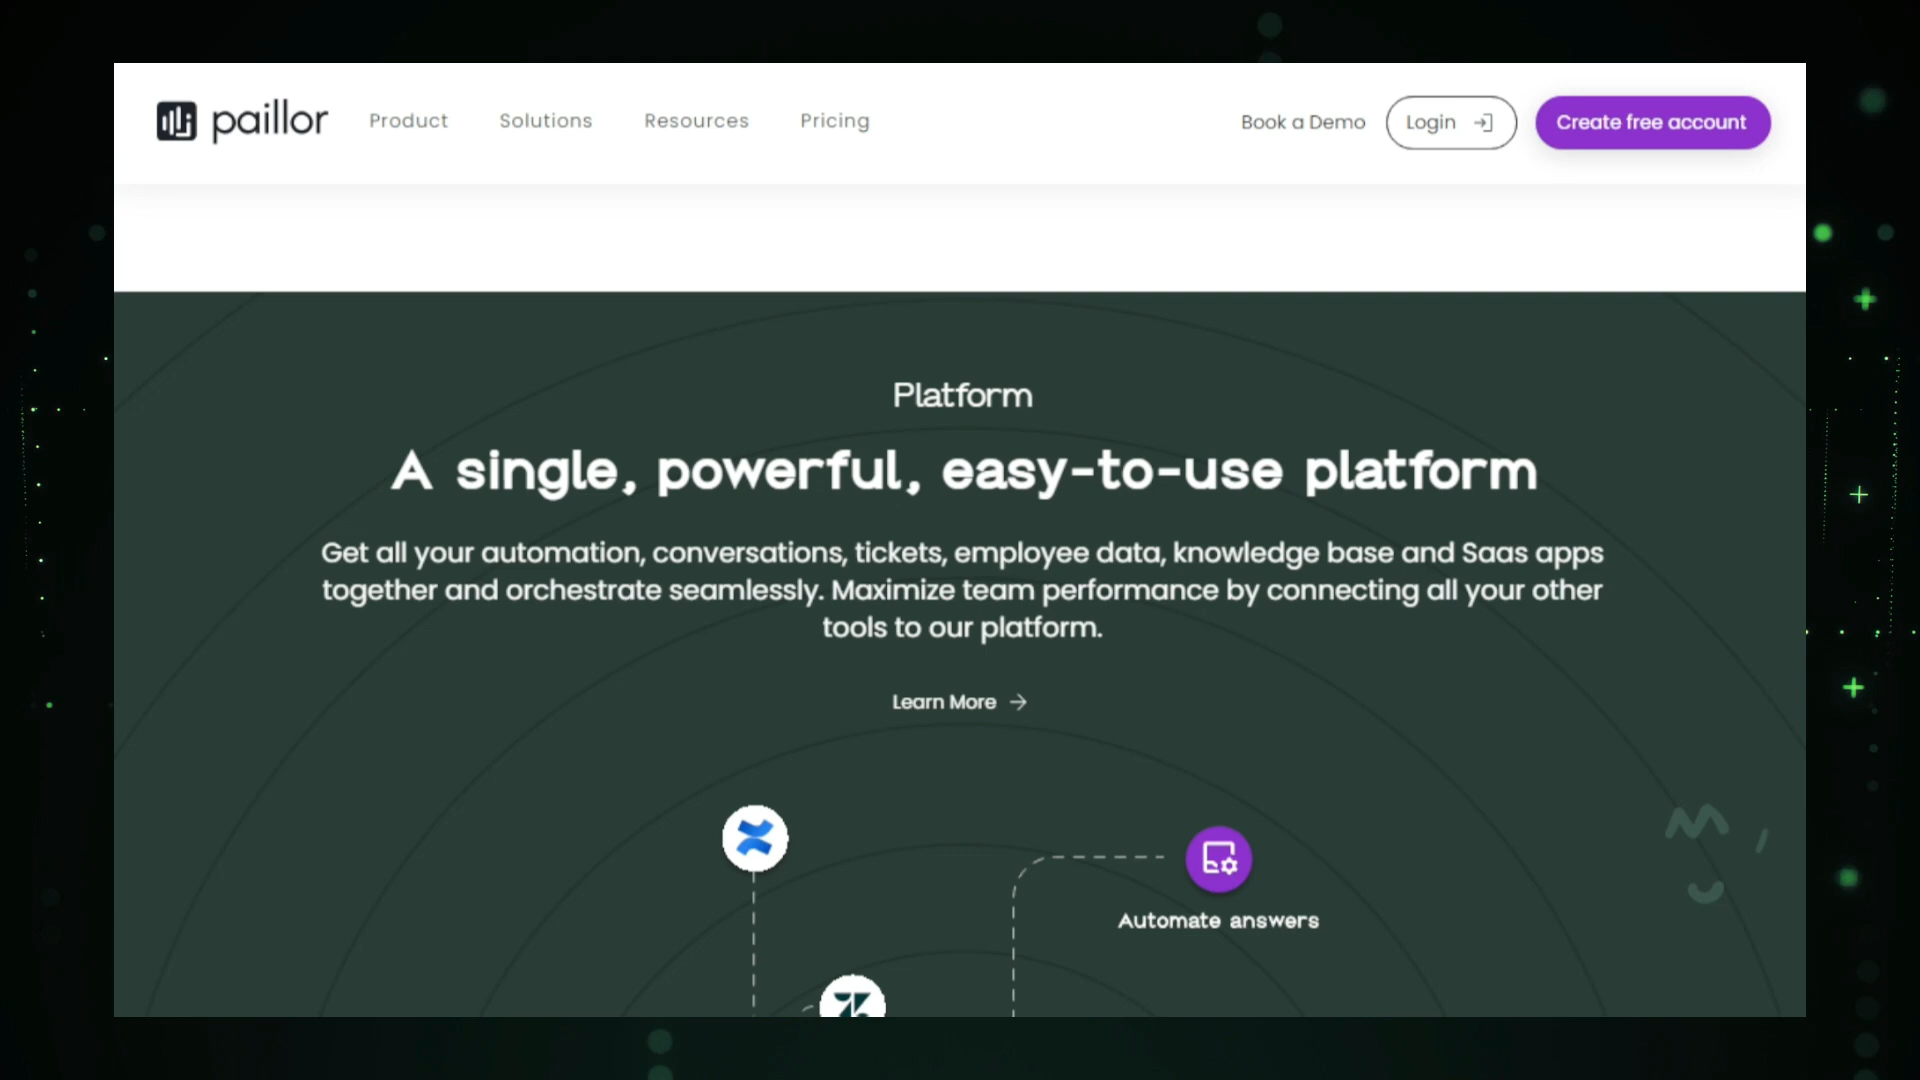 paillor
Product
Solutions
Resources
Pricing
Book a Demo
Login
Create free account
Platform
A single, powerful, easy-to-use platform
Get all your automation, conversations, tickets, employee data, knowledge base and Saas apps
together and orchestrate seamlessly. Maximize team performance by connecting all your other
tools to our platform.
Learn More
Automate answers